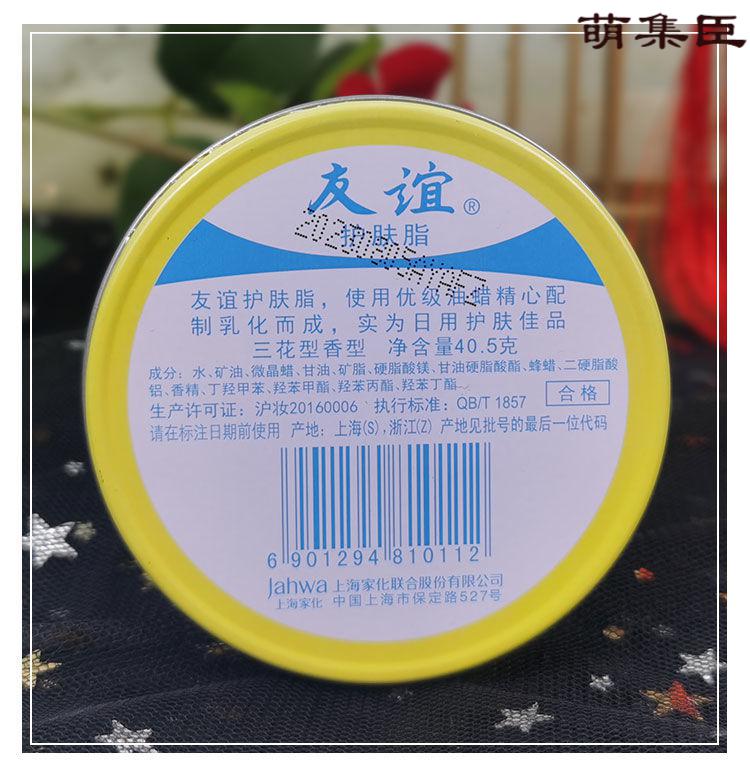 萌集臣
友谊®
护肤脂
友谊护肤脂，使用优级油蜡精心配
制乳化而成，实为日用护肤佳品
三花型香型 净含量40.5克
成分：水、矿油、微晶蜡、甘油、矿脂、硬脂酸镁、甘油硬脂酸酯、蜂蜡、二硬脂酸
铝、香精、丁羟甲苯、羟苯甲酯、羟苯丙酯、羟苯丁酯
生产许可证：沪妆20160006 执行标准：QB/T 1857 合格
请在标注日期前使用 产地：上海(S)，浙江(Z) 产地见批号的最后一位代码
6 901294 810112
Jahwa 上海家化联合股份有限公司
上海家化 中国上海市保定路527号